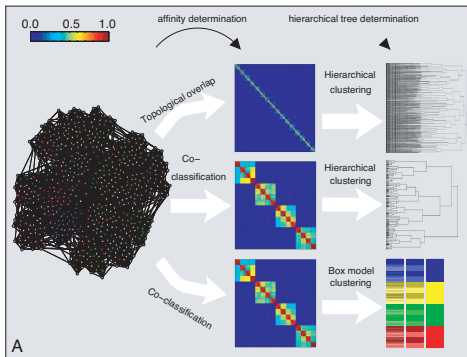 affinity determination
hierarchical tree determination
0.0 0.5 1.0
Topological overlap
Hierarchical
clustering
Co–
classification
Hierarchical
clustering
Co–classification
Box model
clustering
A